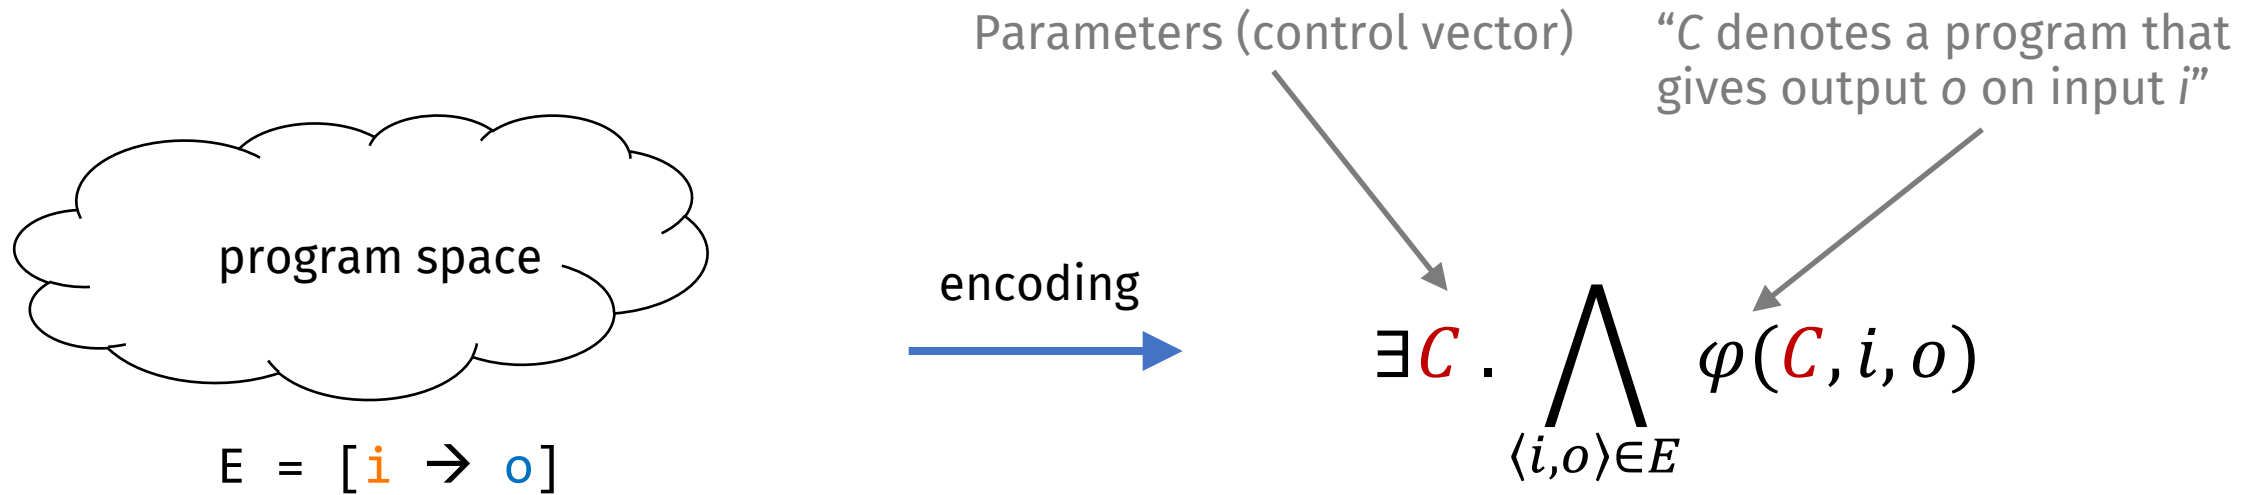 Parameters (control vector)
“C denotes a program that
gives output o on input i”
program space
encoding
∃C . ⋀ φ(C, i, o)
⟨i,o⟩∈E
E = [i → o]